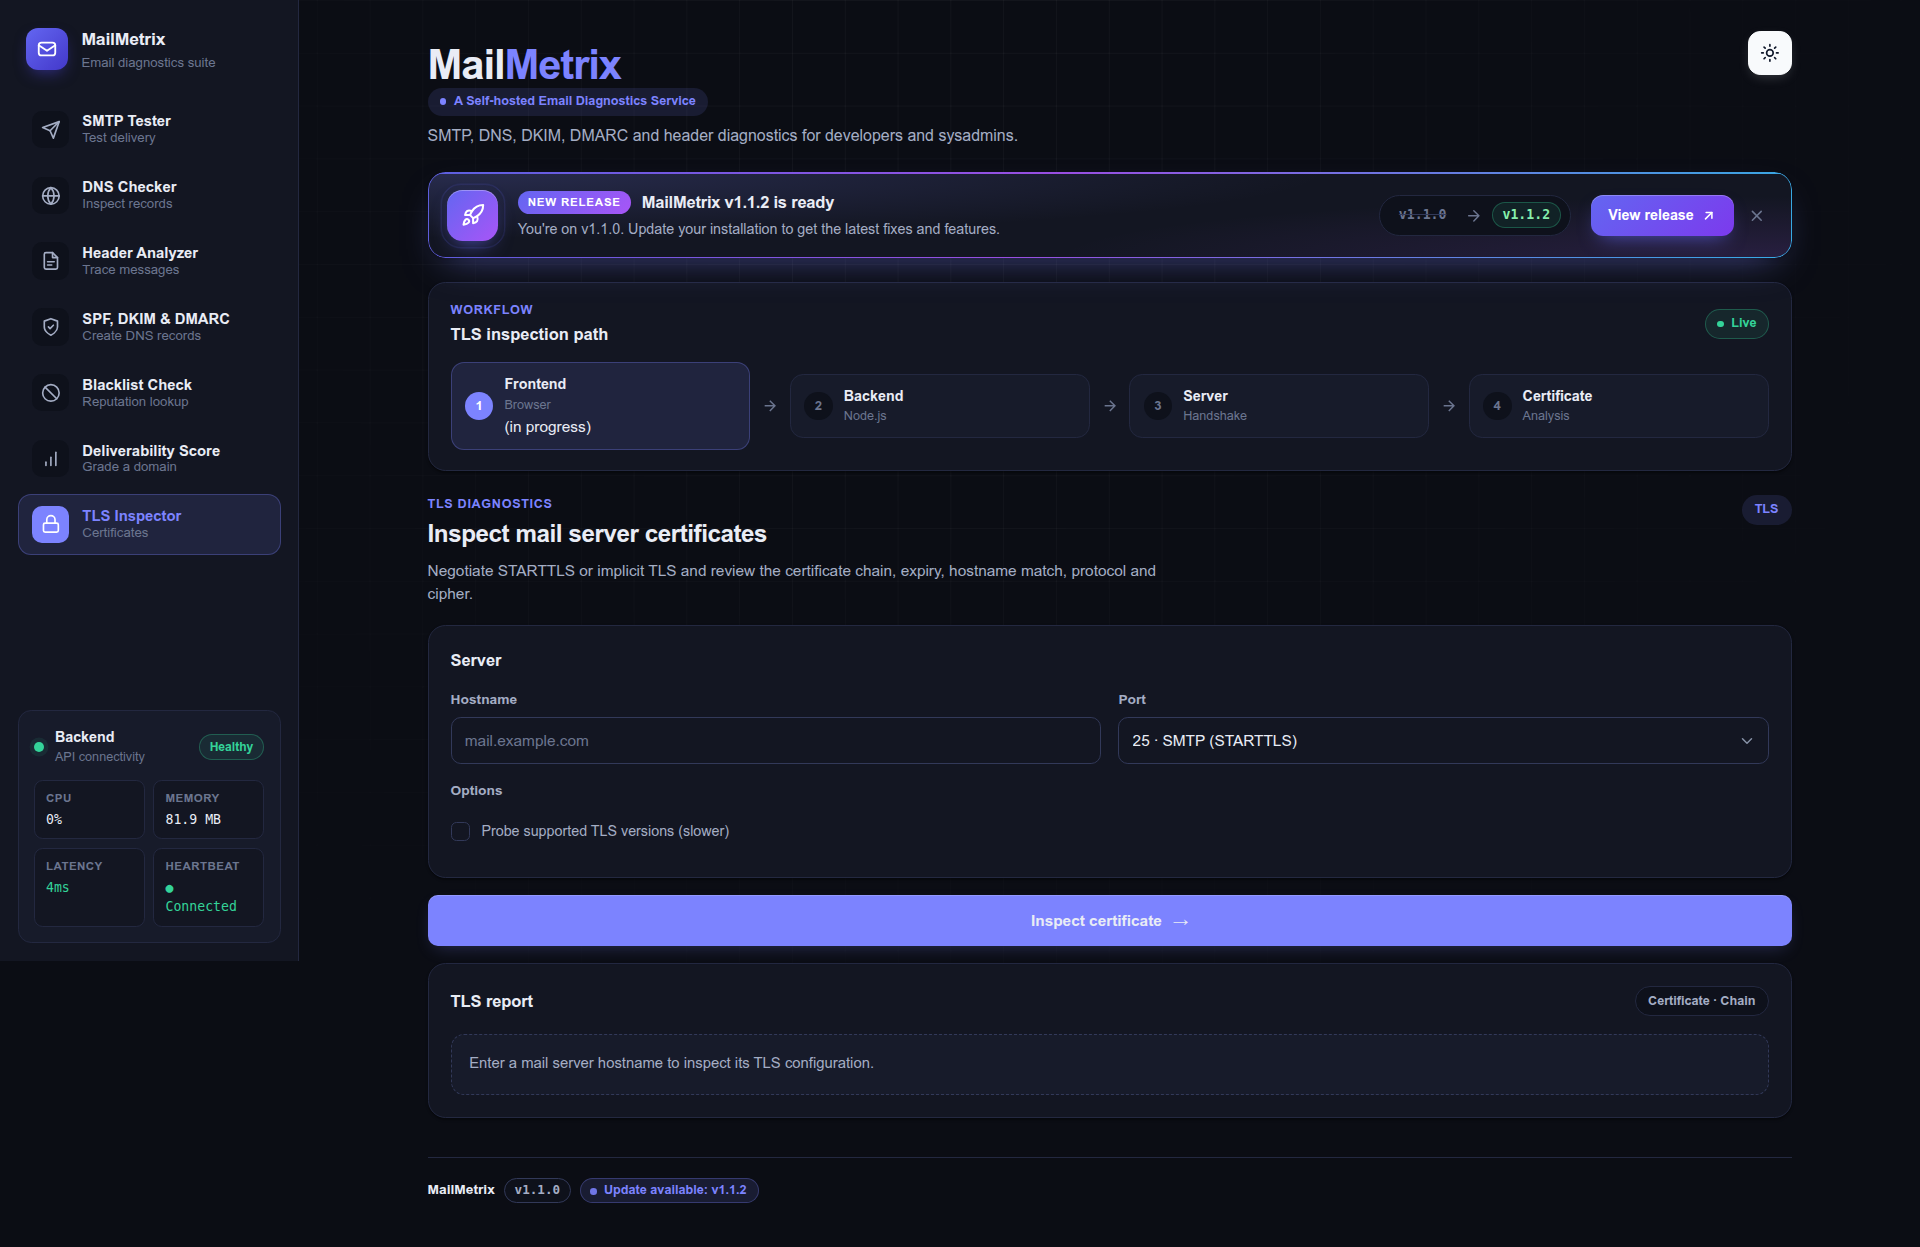 MailMetrix
Email diagnostics suite
SMTP Tester
Test delivery
DNS Checker
Inspect records
Header Analyzer
Trace messages
SPF, DKIM & DMARC
Create DNS records
Blacklist Check
Reputation lookup
Deliverability Score
Grade a domain
TLS Inspector
Certificates
Backend
API connectivity
Healthy
CPU
0%
MEMORY
81.9 MB
LATENCY
4ms
HEARTBEAT
●
Connected
MailMetrix
A Self-hosted Email Diagnostics Service
SMTP, DNS, DKIM, DMARC and header diagnostics for developers and sysadmins.
NEW RELEASE MailMetrix v1.1.2 is ready
You're on v1.1.0. Update your installation to get the latest fixes and features.
v1.1.0 → v1.1.2
View release
WORKFLOW
TLS inspection path
Live
1
Frontend
Browser
(in progress)
2
Backend
Node.js
3
Server
Handshake
4
Certificate
Analysis
TLS DIAGNOSTICS
TLS
Inspect mail server certificates
Negotiate STARTTLS or implicit TLS and review the certificate chain, expiry, hostname match, protocol and
cipher.
Server
Hostname
mail.example.com
Port
25 · SMTP (STARTTLS)
Options
Probe supported TLS versions (slower)
Inspect certificate →
TLS report
Certificate · Chain
Enter a mail server hostname to inspect its TLS configuration.
MailMetrix v1.1.0 Update available: v1.1.2